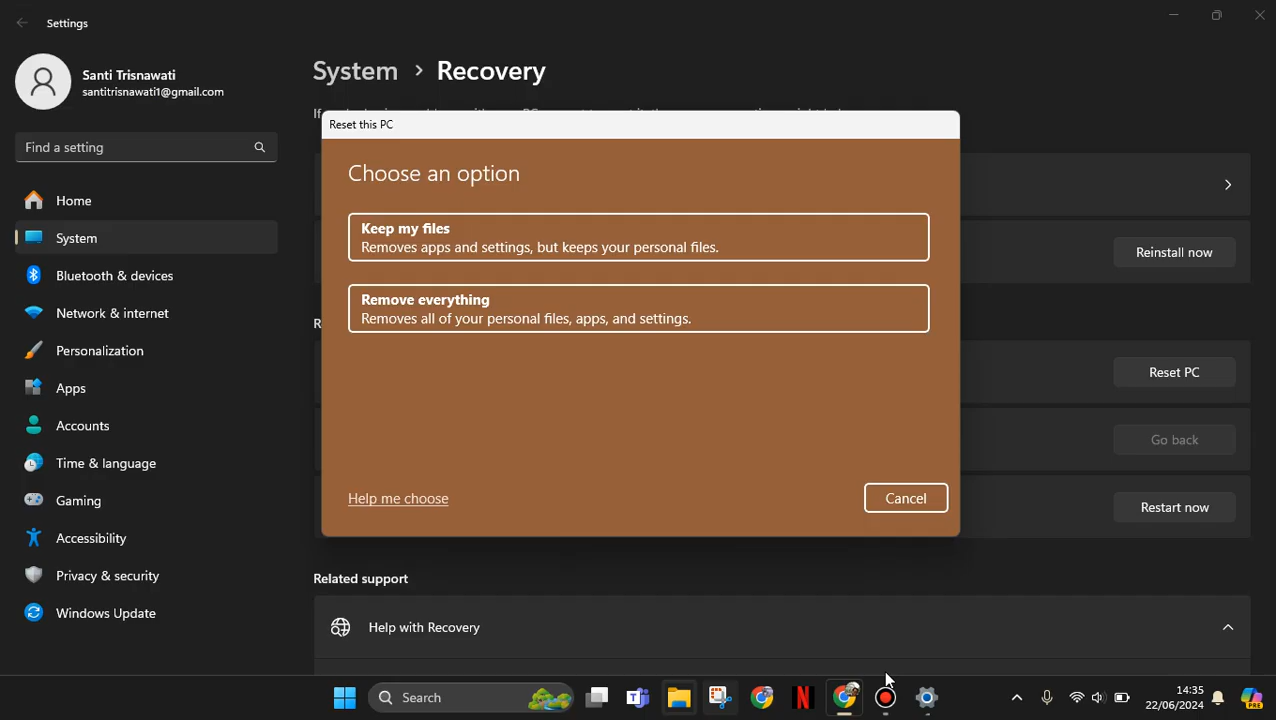 Settings
Santi Trisnawati
santitrisnawati1@gmail.com
Find a setting
Home
System
Bluetooth & devices
Network & internet
Personalization
Apps
Accounts
Time & language
Gaming
Accessibility
Privacy & security
Windows Update
System > Recovery
Reset this PC
Choose an option
Keep my files
Removes apps and settings, but keeps your personal files.
Remove everything
Removes all of your personal files, apps, and settings.
Help me choose
Cancel
Reinstall now
Reset PC
Go back
Restart now
Related support
Help with Recovery
Search
14:35
22/06/2024
PRE